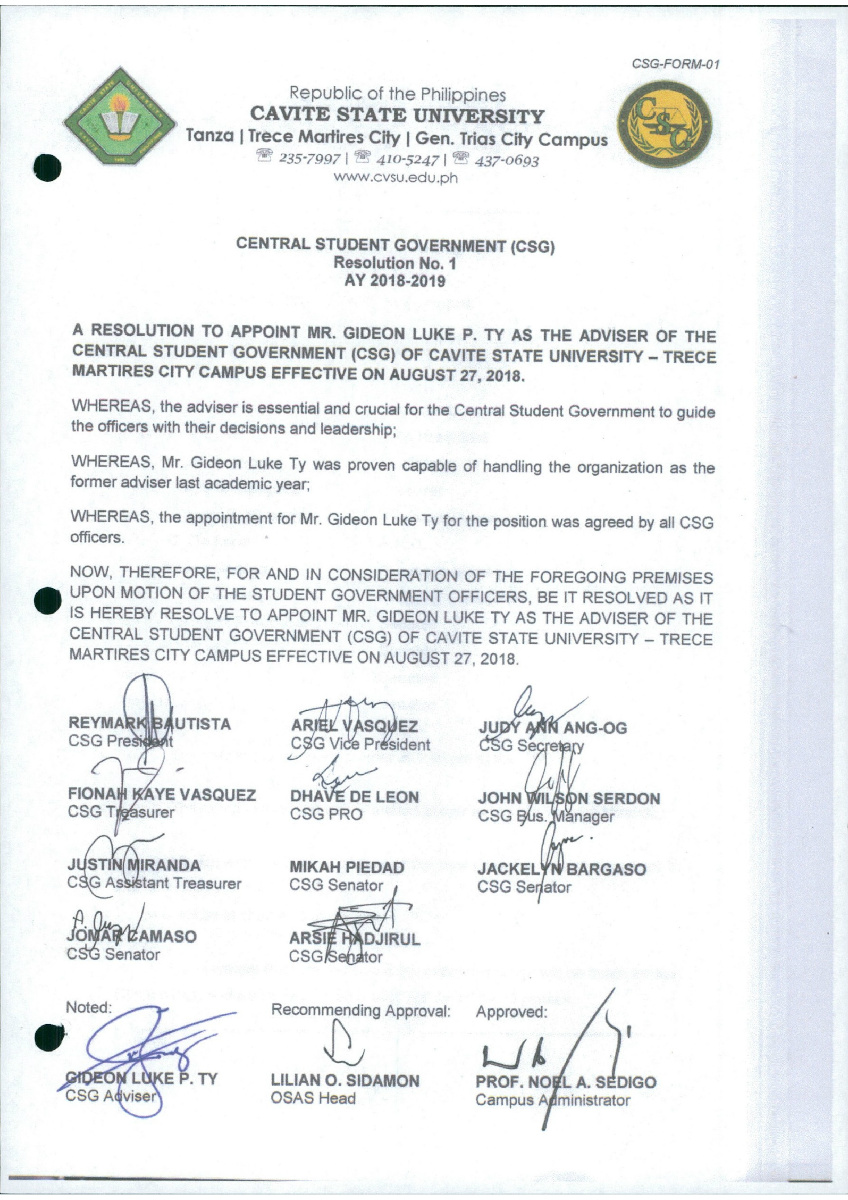 CSG-FORM-01
Republic of the Philippines
CAVITE STATE UNIVERSITY
Tanza | Trece Martires City | Gen. Trias City Campus
☏ 235-7997 | ☏ 410-5247 | ☏ 437-0693
www.cvsu.edu.ph
CSG
CENTRAL STUDENT GOVERNMENT (CSG)
Resolution No. 1
AY 2018-2019
A RESOLUTION TO APPOINT MR. GIDEON LUKE P. TY AS THE ADVISER OF THE
CENTRAL STUDENT GOVERNMENT (CSG) OF CAVITE STATE UNIVERSITY – TRECE
MARTIRES CITY CAMPUS EFFECTIVE ON AUGUST 27, 2018.
WHEREAS, the adviser is essential and crucial for the Central Student Government to guide
the officers with their decisions and leadership;
WHEREAS, Mr. Gideon Luke Ty was proven capable of handling the organization as the
former adviser last academic year;
WHEREAS, the appointment for Mr. Gideon Luke Ty for the position was agreed by all CSG
officers.
NOW, THEREFORE, FOR AND IN CONSIDERATION OF THE FOREGOING PREMISES
UPON MOTION OF THE STUDENT GOVERNMENT OFFICERS, BE IT RESOLVED AS IT
IS HEREBY RESOLVE TO APPOINT MR. GIDEON LUKE TY AS THE ADVISER OF THE
CENTRAL STUDENT GOVERNMENT (CSG) OF CAVITE STATE UNIVERSITY – TRECE
MARTIRES CITY CAMPUS EFFECTIVE ON AUGUST 27, 2018.
REYMARK BAUTISTA ARIEL VASQUEZ JUDY ANN ANG-OG
CSG President CSG Vice President CSG Secretary
FIONAH KAYE VASQUEZ DHAVE DE LEON JOHN WILSON SERDON
CSG Treasurer CSG PRO CSG Bus. Manager
JUSTIN MIRANDA MIKAH PIEDAD JACKELYN BARGASO
CSG Assistant Treasurer CSG Senator CSG Senator
JOMAR CAMASO ARSIE HADJIRUL
CSG Senator CSG Senator
Noted: Recommending Approval: Approved:
GIDEON LUKE P. TY LILIAN O. SIDAMON PROF. NOEL A. SEDIGO
CSG Adviser OSAS Head Campus Administrator